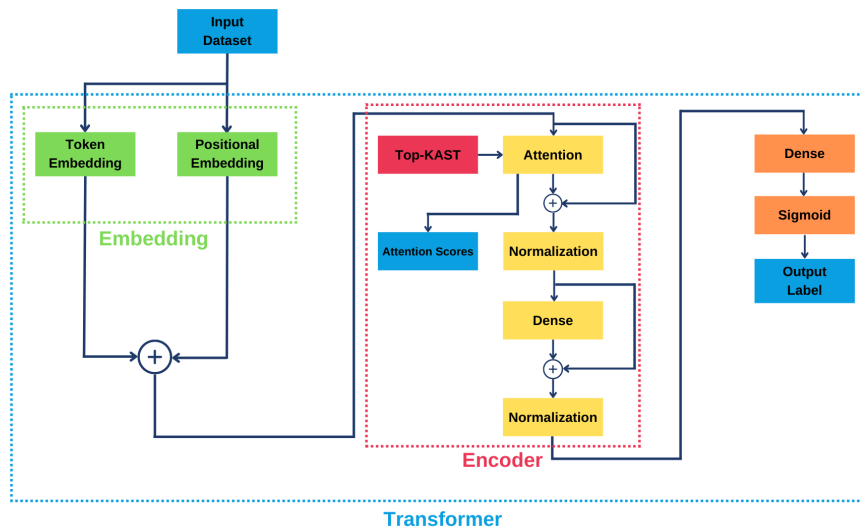 Input
Dataset
Token
Embedding
Positional
Embedding
Embedding
+
Top-KAST
Attention
+
Attention Scores
Normalization
Dense
+
Normalization
Encoder
Dense
Sigmoid
Output
Label
Transformer